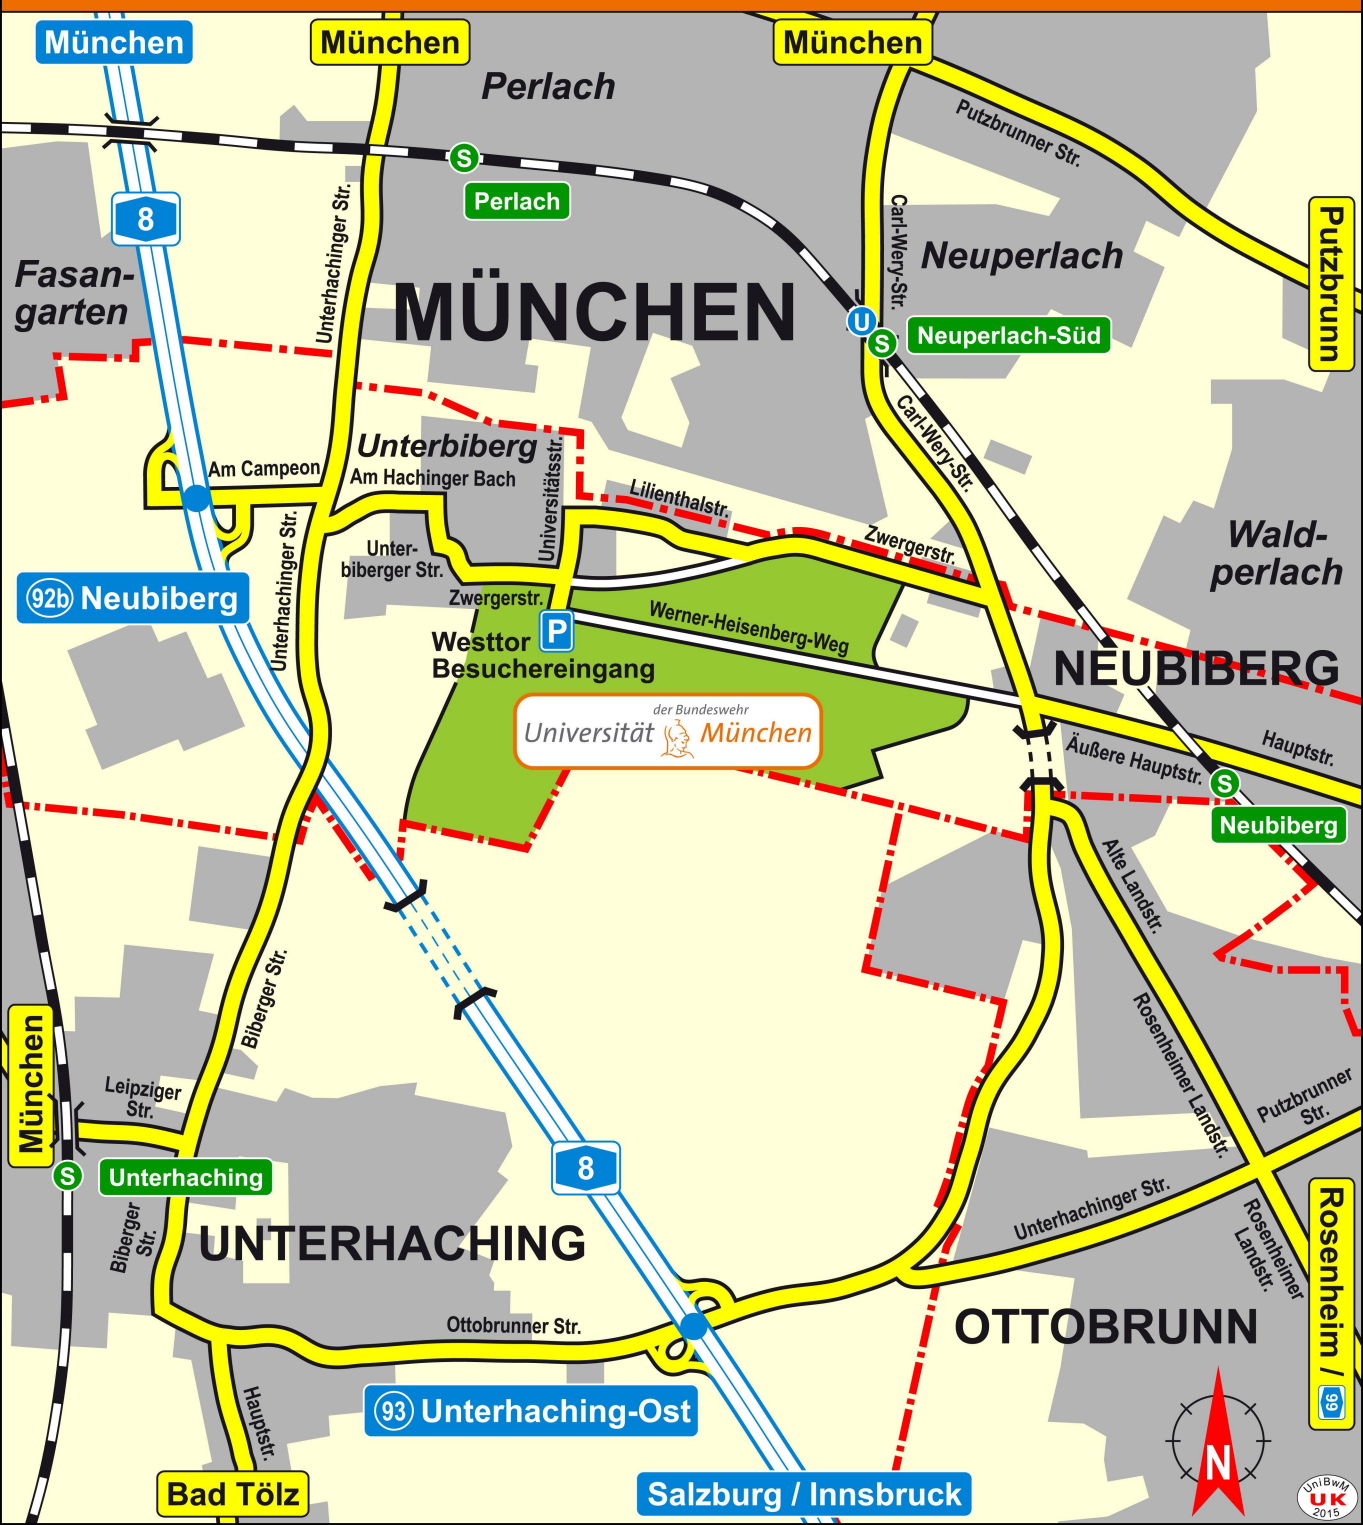 München
München
München
Perlach
Putzbrunner Str.
S
Perlach
8
Unterhachinger Str.
Carl-Wery-Str.
Neuperlach
Putzbrunn
Fasan-
garten
MÜNCHEN
U
S
Neuperlach-Süd
Carl-Wery-Str.
Unterbiberg
Am Campeon
Am Hachinger Bach
Universitätsstr.
Lilienthalstr.
Zwergerstr.
Wald-
perlach
Unterhachinger Str.
Unter-
biberger Str.
92b Neubiberg
Zwergerstr.
Werner-Heisenberg-Weg
P
Westtor
Besuchereingang
NEUBIBERG
der Bundeswehr
Universität München
Äußere Hauptstr.
Hauptstr.
S
Neubiberg
Alte Landstr.
Biberger Str.
Rosenheimer Landstr.
München
Leipziger
Str.
Putzbrunner
Str.
S
Unterhaching
8
Biberger
Str.
UNTERHACHING
Unterhachinger Str.
Rosenheimer
Landstr.
Rosenheim / 99
Ottobrunner Str.
OTTOBRUNN
93 Unterhaching-Ost
Hauptstr.
N
Bad Tölz
Salzburg / Innsbruck
UniBwM
UK
2015